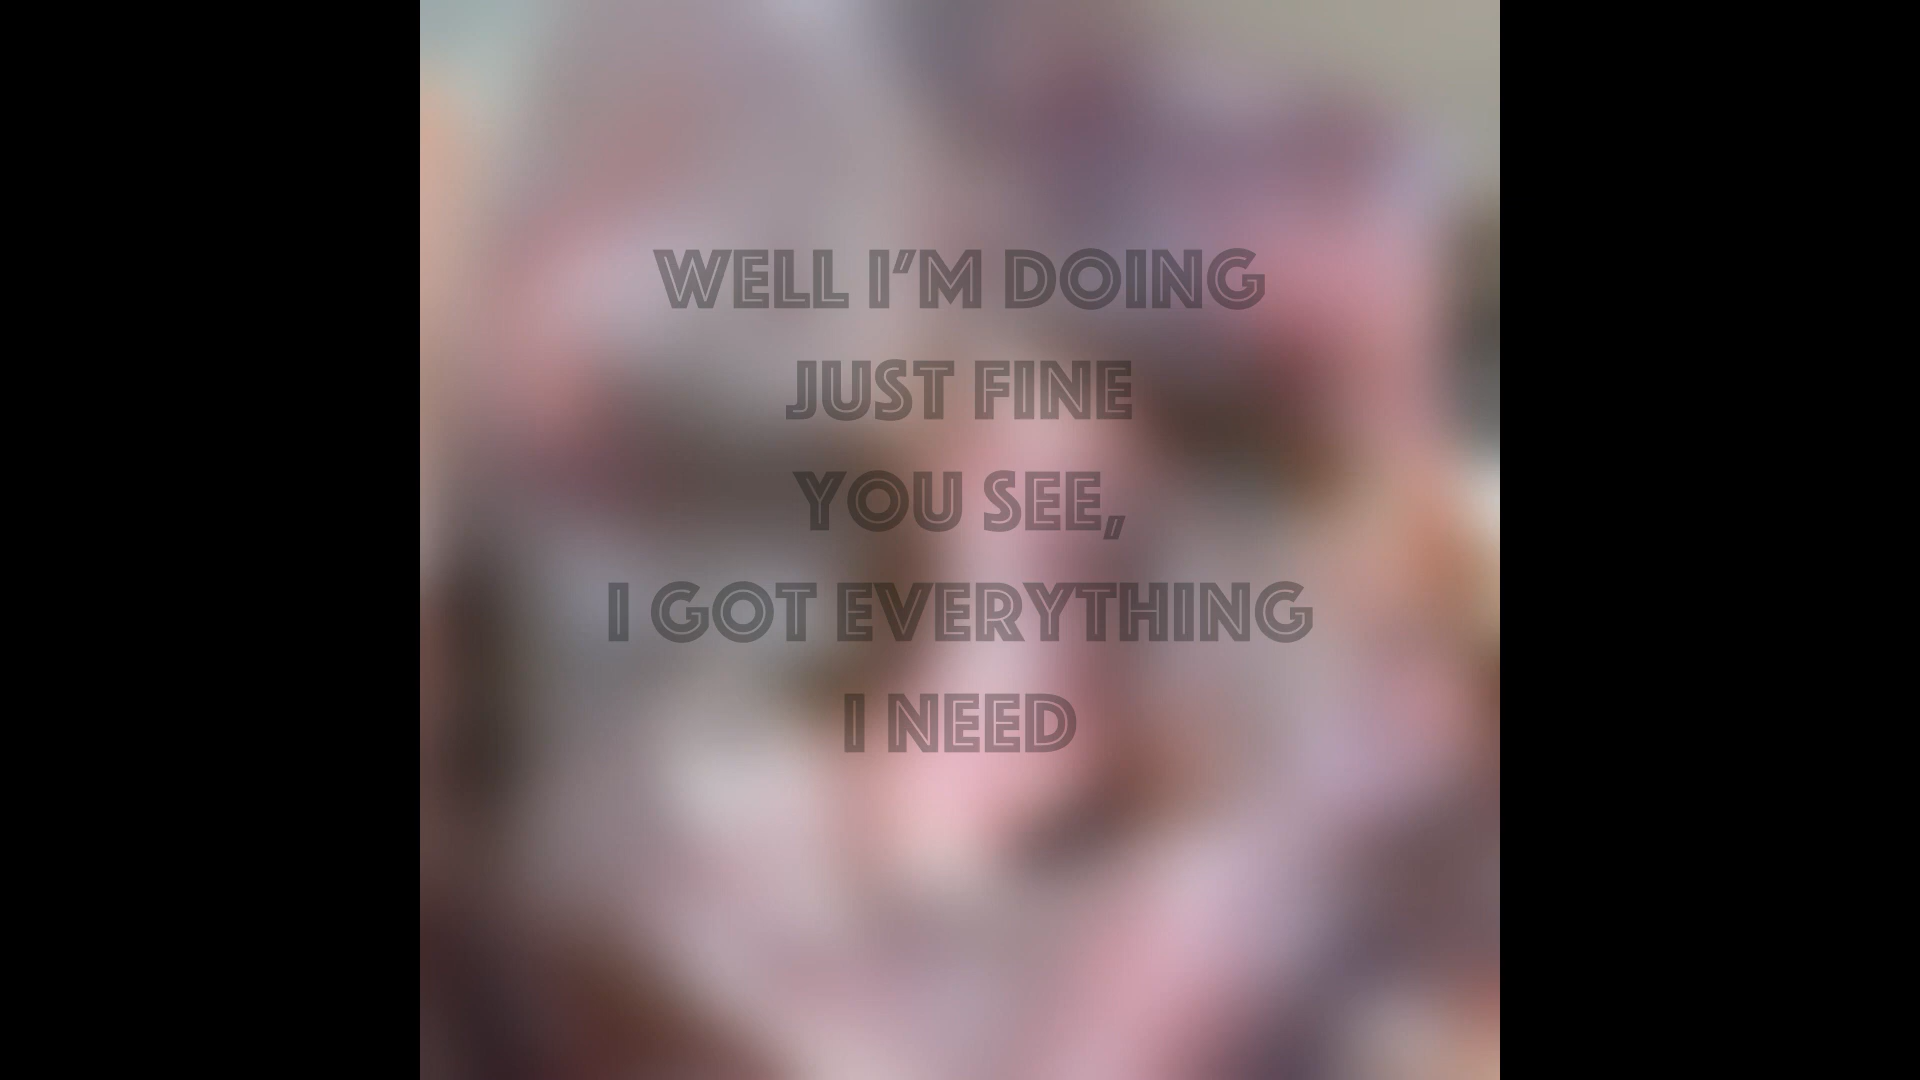 WELL I'M DOING
JUST FINE
YOU SEE,
I GOT EVERYTHING
I NEED